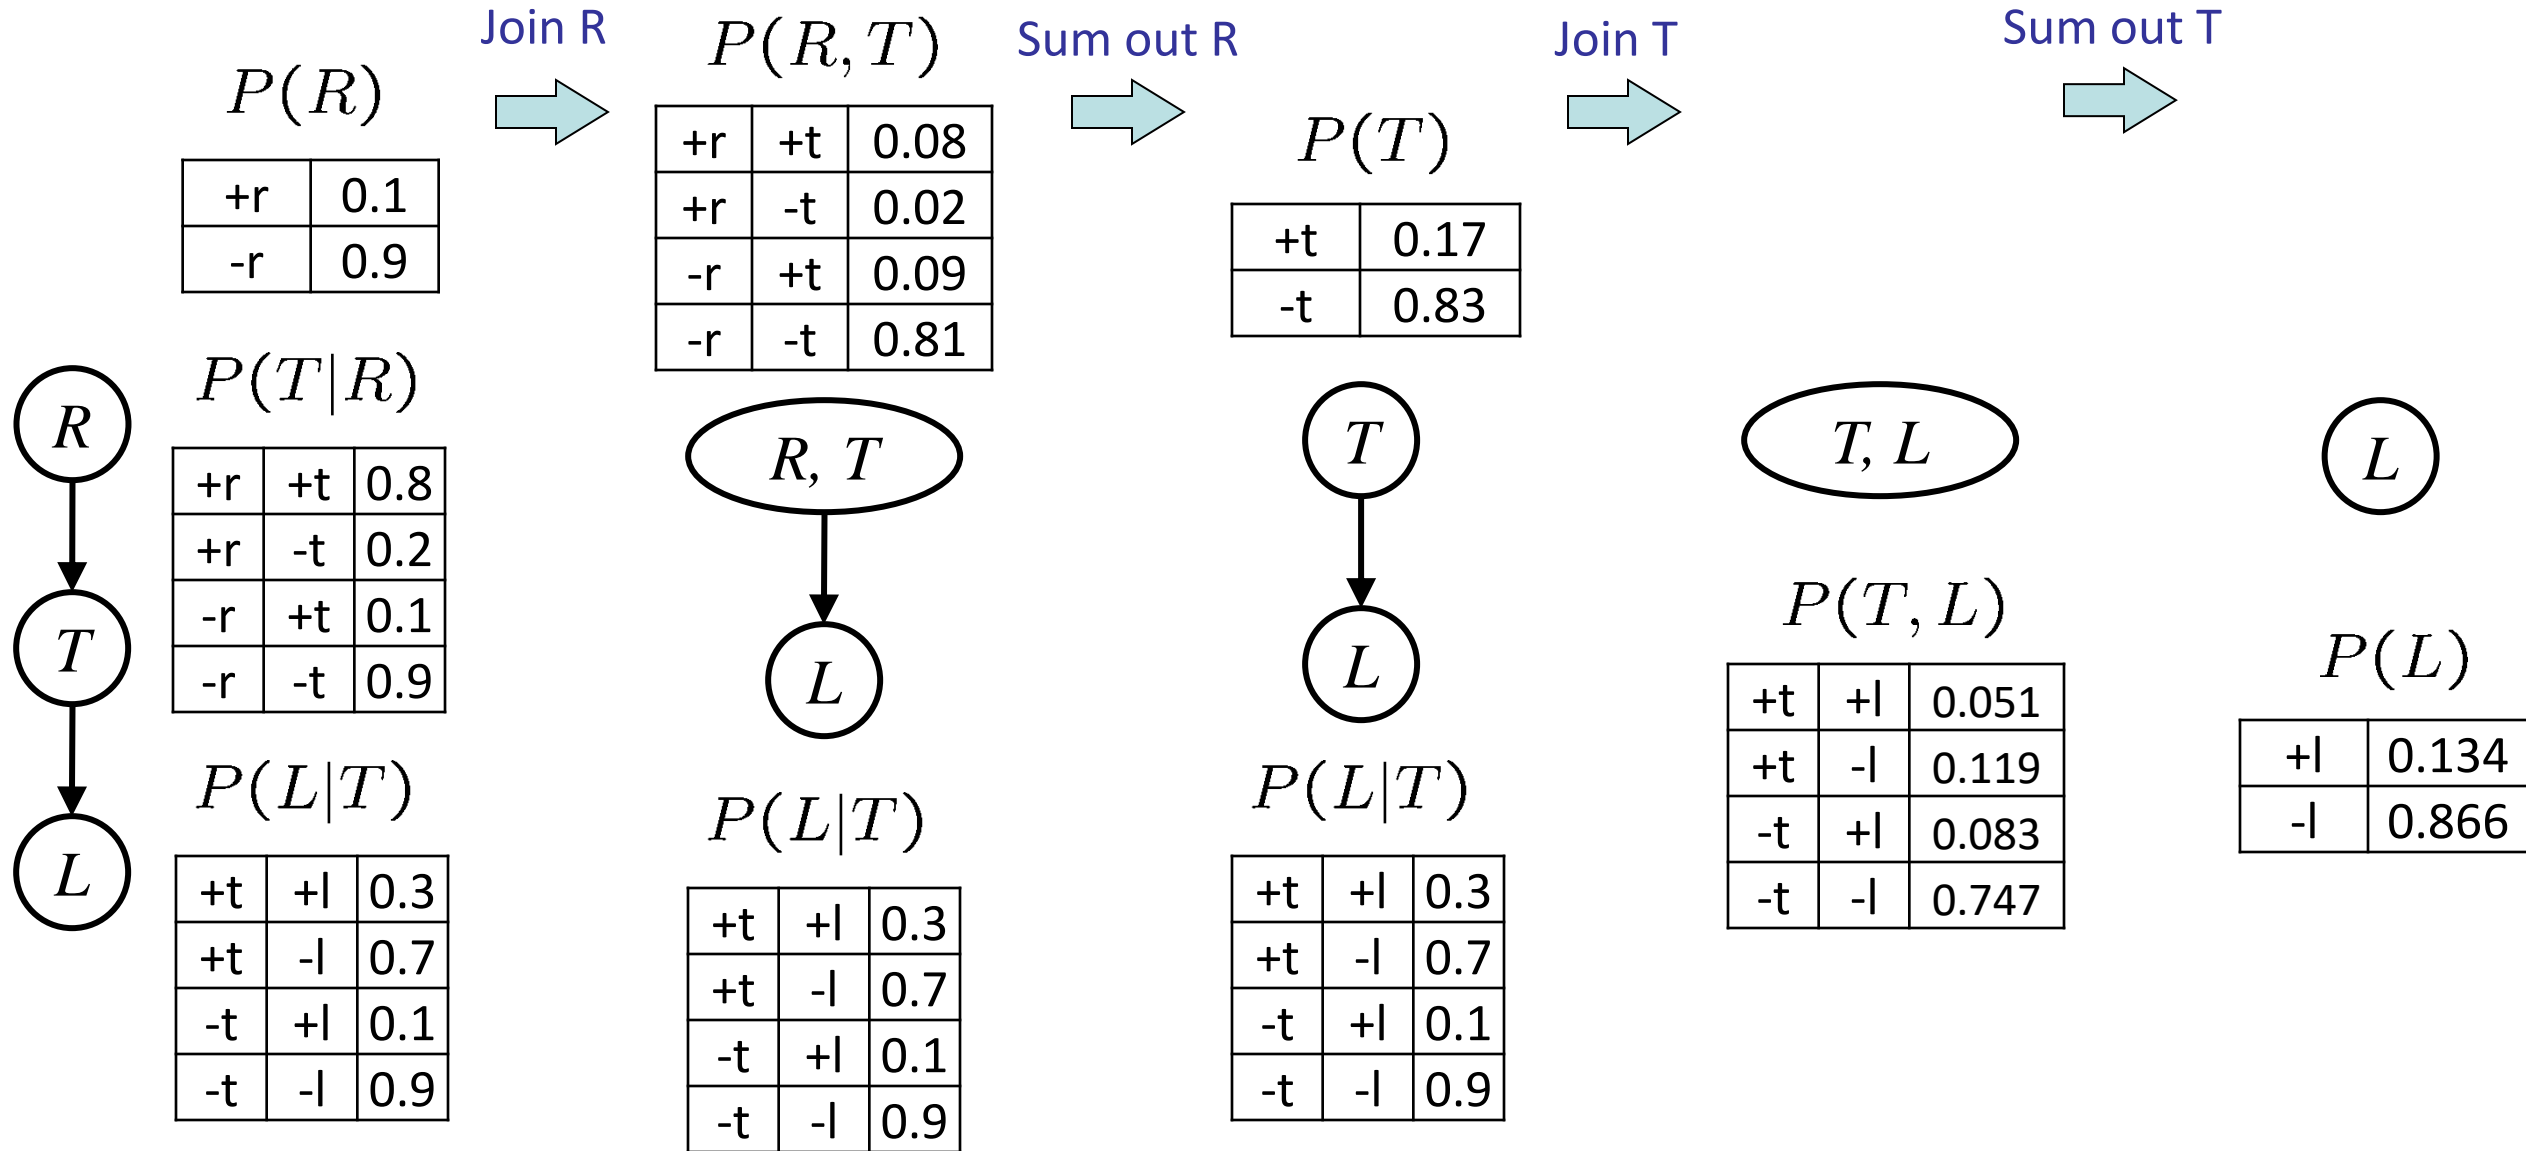 Join R
Sum out R
Join T
Sum out T
P(R)
+r 0.1
-r 0.9
P(T|R)
+r +t 0.8
+r -t 0.2
-r +t 0.1
-r -t 0.9
P(L|T)
+t +l 0.3
+t -l 0.7
-t +l 0.1
-t -l 0.9
R
T
L
P(R, T)
+r +t 0.08
+r -t 0.02
-r +t 0.09
-r -t 0.81
R, T
L
P(L|T)
+t +l 0.3
+t -l 0.7
-t +l 0.1
-t -l 0.9
P(T)
+t 0.17
-t 0.83
T
L
P(L|T)
+t +l 0.3
+t -l 0.7
-t +l 0.1
-t -l 0.9
T, L
P(T, L)
+t +l 0.051
+t -l 0.119
-t +l 0.083
-t -l 0.747
L
P(L)
+l 0.134
-l 0.866